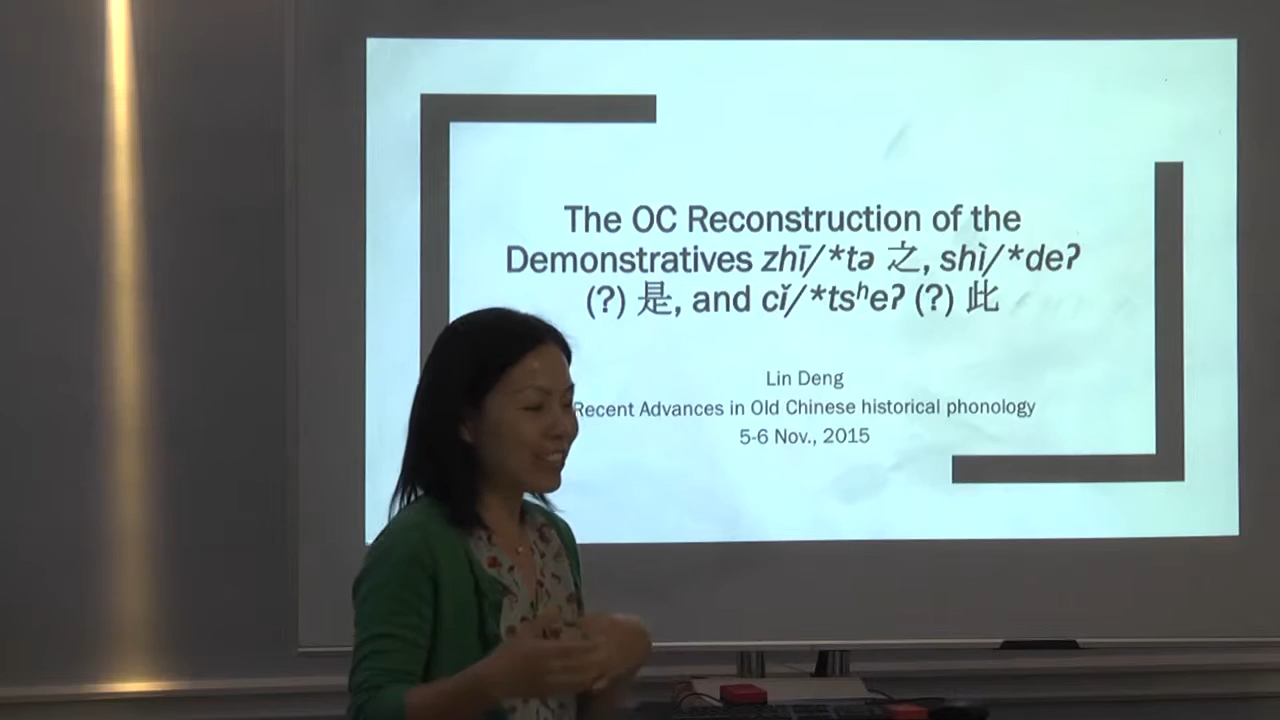 The OC Reconstruction of the
Demonstratives zhī/*tə 之, shì/*deʔ
(?) 是, and cǐ/*tsʰeʔ (?) 此
Lin Deng
Recent Advances in Old Chinese historical phonology
5-6 Nov., 2015